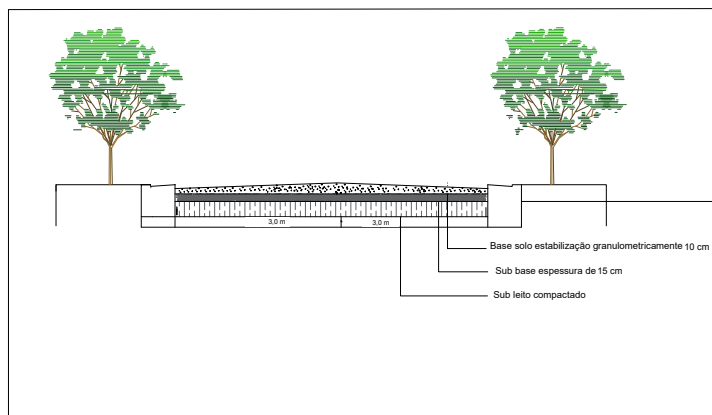 3,0 m
3,0 m
Base solo estabilização granulometricamente 10 cm
Sub base espessura de 15 cm
Sub leito compactado